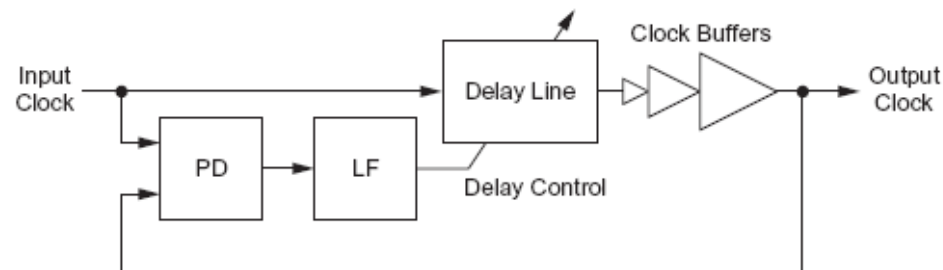 Clock Buffers
Input
Clock
Delay Line
Output
Clock
PD
LF
Delay Control